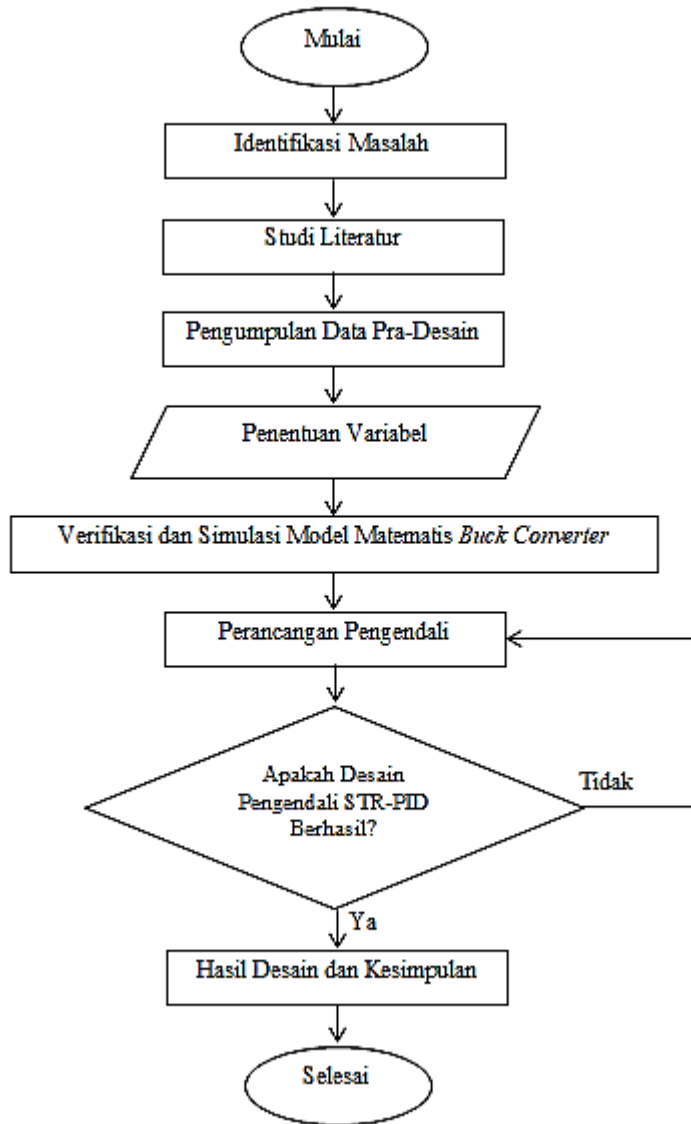 Mulai
Identifikasi Masalah
Studi Literatur
Pengumpulan Data Pra-Desain
Penentuan Variabel
Verifikasi dan Simulasi Model Matematis Buck Converter
Perancangan Pengendali
Apakah Desain
Pengendali STR-PID
Berhasil?
Tidak
Ya
Hasil Desain dan Kesimpulan
Selesai